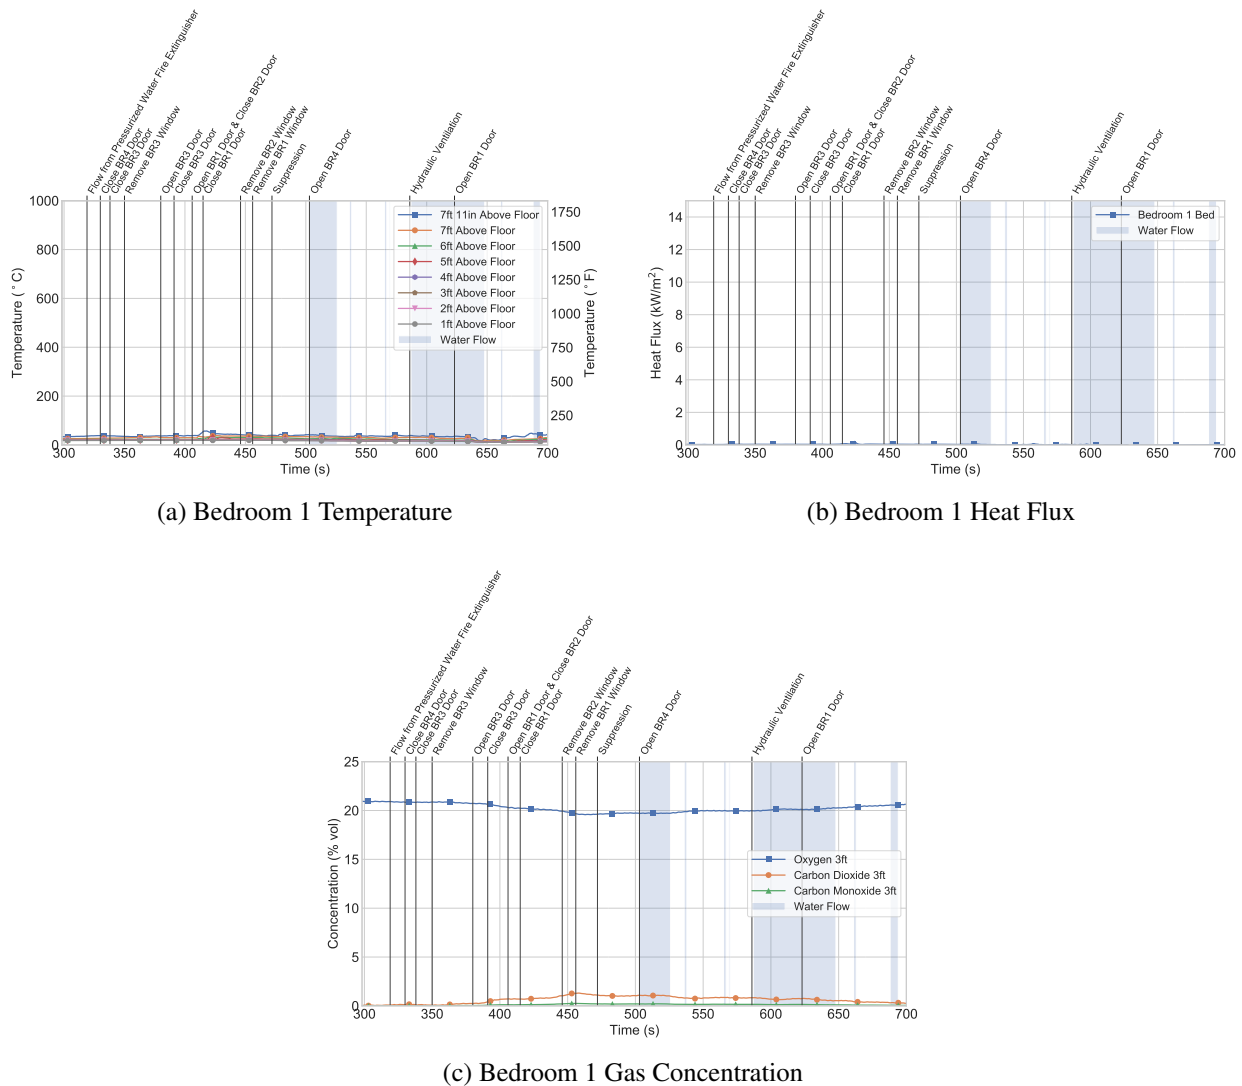 Flow from Pressurized Water Fire Extinguisher
Close BR4 Door
Close BR3 Door
Remove BR3 Window
Open BR3 Door
Close BR3 Door
Open BR1 Door & Close BR2 Door
Close BR1 Door
Remove BR2 Window
Remove BR1 Window
Suppression
Open BR4 Door
Hydraulic Ventilation
Open BR1 Door
1000
800
600
400
200
0
Temperature (°C)
1750
1500
1250
1000
750
500
250
Temperature (°F)
7ft 11in Above Floor
7ft Above Floor
6ft Above Floor
5ft Above Floor
4ft Above Floor
3ft Above Floor
2ft Above Floor
1ft Above Floor
Water Flow
300 350 400 450 500 550 600 650 700
Time (s)
(a) Bedroom 1 Temperature
Flow from Pressurized Water Fire Extinguisher
Close BR4 Door
Close BR3 Door
Remove BR3 Window
Open BR3 Door
Close BR3 Door
Open BR1 Door & Close BR2 Door
Close BR1 Door
Remove BR2 Window
Remove BR1 Window
Suppression
Open BR4 Door
Hydraulic Ventilation
Open BR1 Door
14
12
10
8
6
4
2
0
Heat Flux (kW/m²)
Bedroom 1 Bed
Water Flow
300 350 400 450 500 550 600 650 700
Time (s)
(b) Bedroom 1 Heat Flux
Flow from Pressurized Water Fire Extinguisher
Close BR4 Door
Close BR3 Door
Remove BR3 Window
Open BR3 Door
Close BR3 Door
Open BR1 Door & Close BR2 Door
Close BR1 Door
Remove BR2 Window
Remove BR1 Window
Suppression
Open BR4 Door
Hydraulic Ventilation
Open BR1 Door
25
20
15
10
5
0
Concentration (% vol)
Oxygen 3ft
Carbon Dioxide 3ft
Carbon Monoxide 3ft
Water Flow
300 350 400 450 500 550 600 650 700
Time (s)
(c) Bedroom 1 Gas Concentration